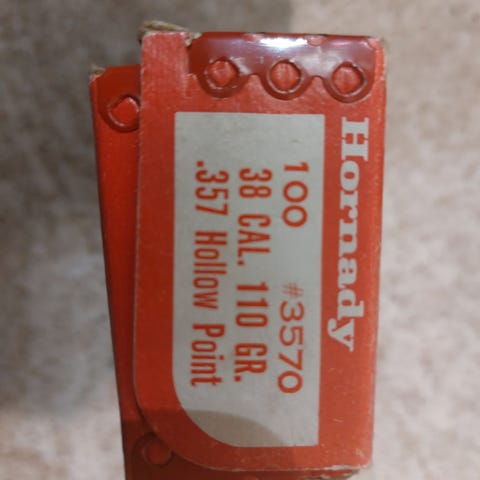 Hornady
100 #3570
38 CAL. 110 GR.
.357 Hollow Point